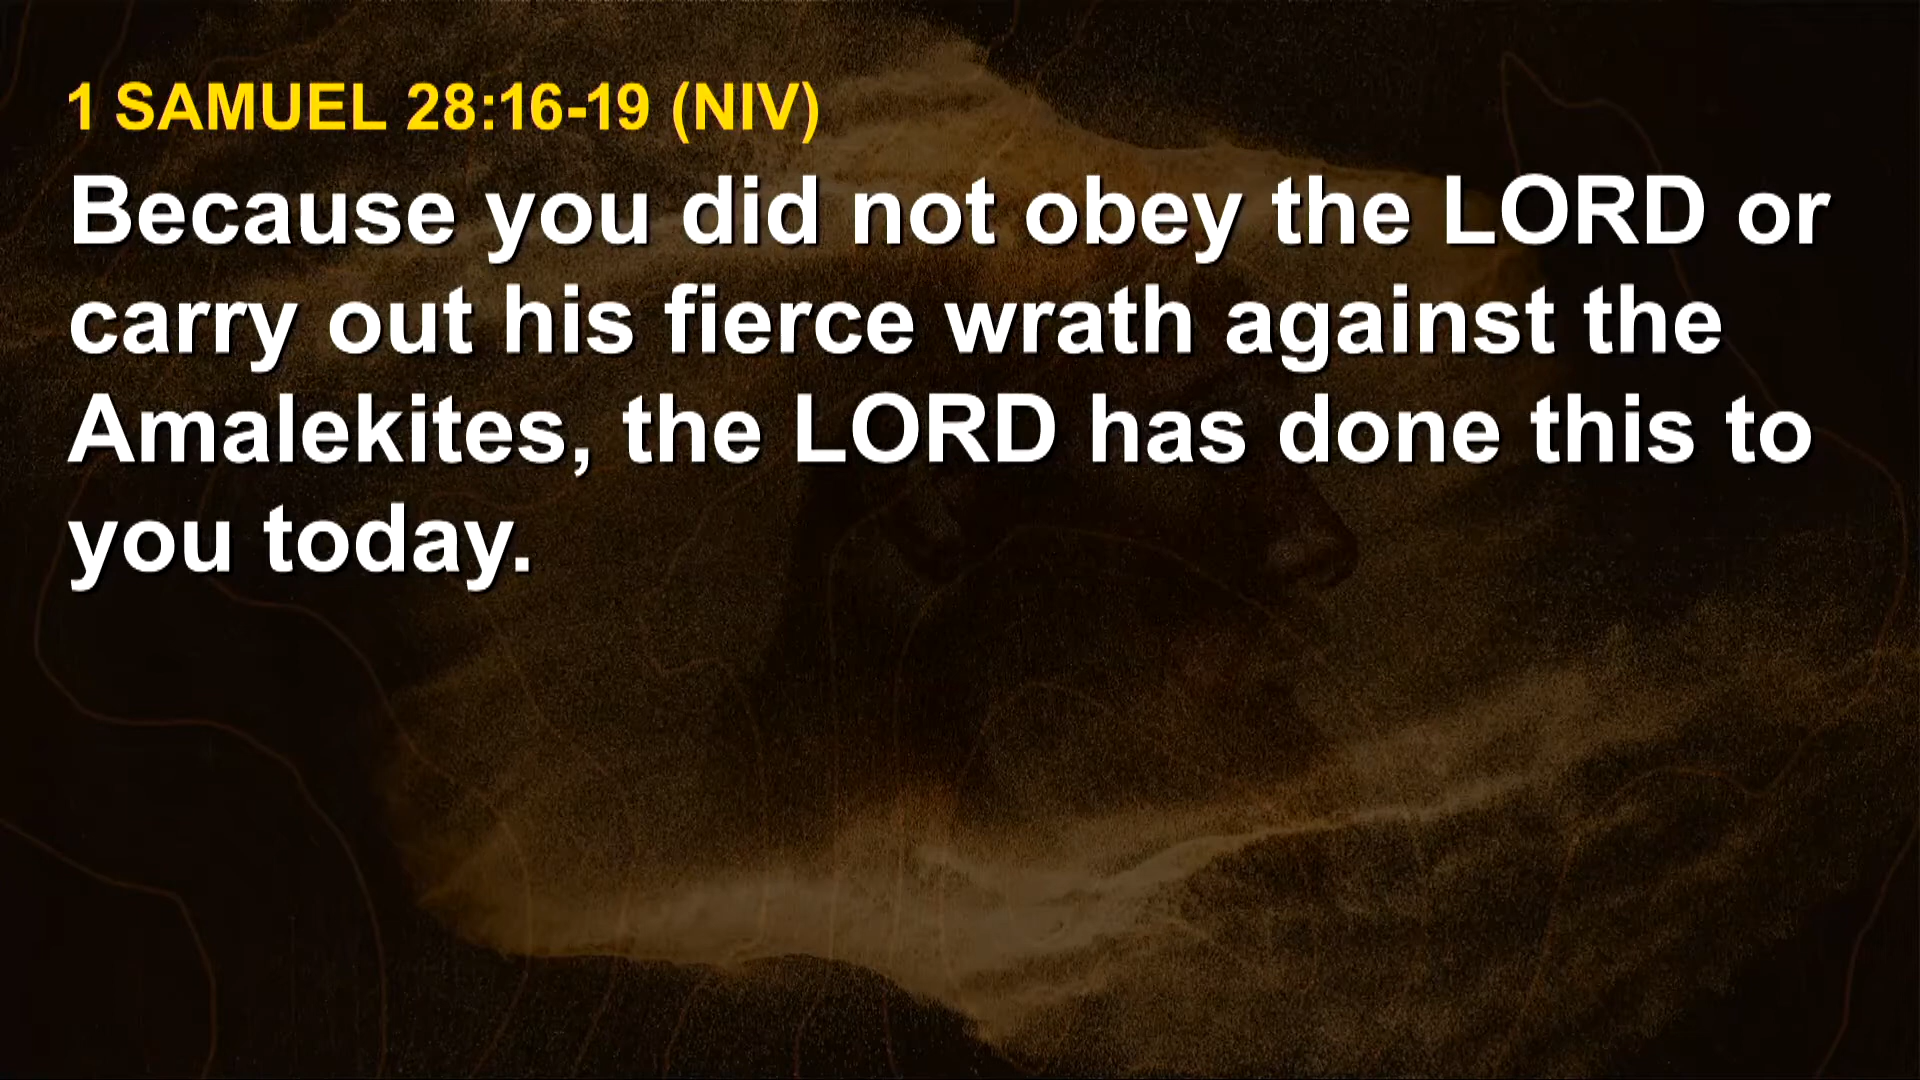 1 SAMUEL 28:16-19 (NIV)
Because you did not obey the LORD or
carry out his fierce wrath against the
Amalekites, the LORD has done this to
you today.